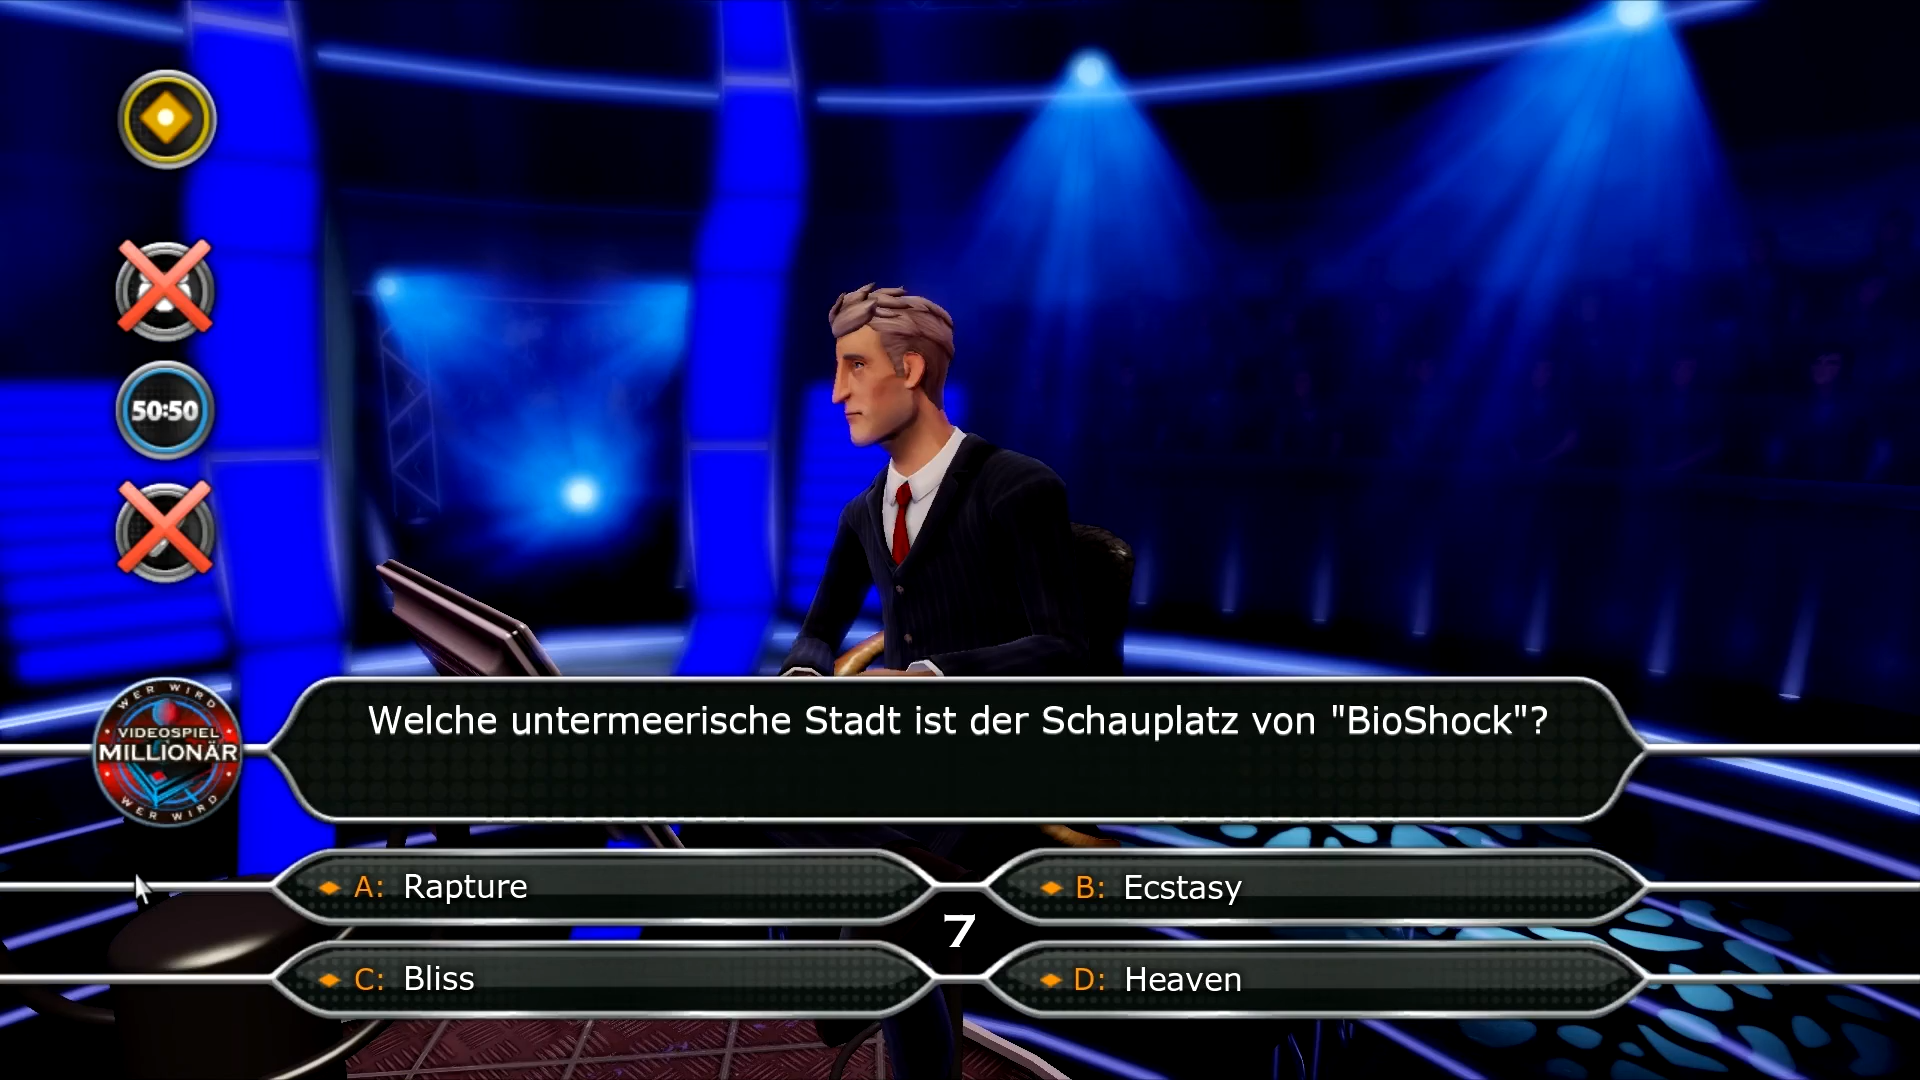 50:50
WER WIRD
VIDEOSPIEL
MILLIONÄR
WER WIRD
Welche untermeerische Stadt ist der Schauplatz von "BioShock"?
A: Rapture
B: Ecstasy
7
C: Bliss
D: Heaven